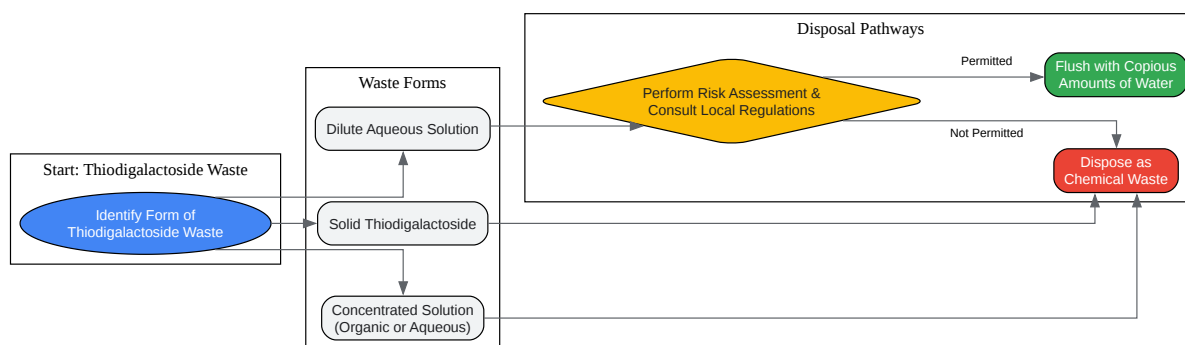 Start: Thiodigalactoside Waste
Identify Form of
Thiodigalactoside Waste
Waste Forms
Dilute Aqueous Solution
Solid Thiodigalactoside
Concentrated Solution
(Organic or Aqueous)
Disposal Pathways
Perform Risk Assessment &
Consult Local Regulations
Permitted
Not Permitted
Flush with Copious
Amounts of Water
Dispose as
Chemical Waste